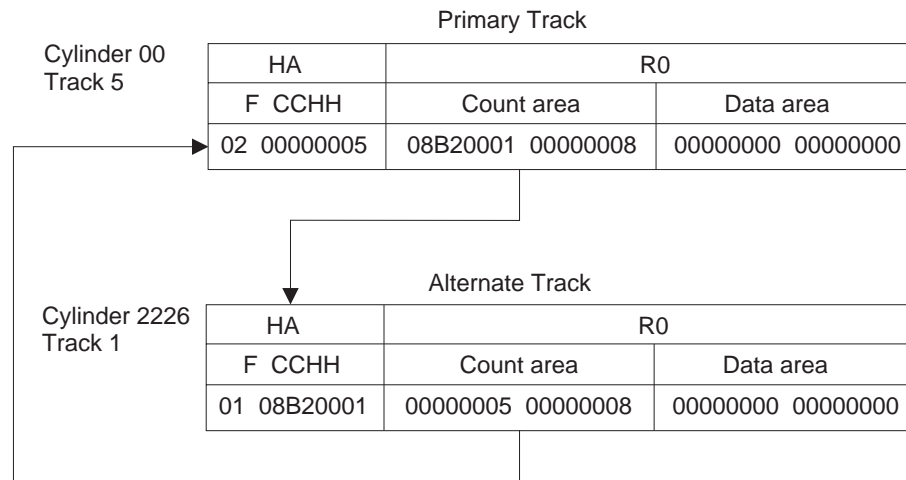 Primary Track
Cylinder 00
Track 5
HA R0
F CCHH Count area Data area
02 00000005 08B20001 00000008 00000000 00000000
Alternate Track
Cylinder 2226
Track 1
HA R0
F CCHH Count area Data area
01 08B20001 00000005 00000008 00000000 00000000